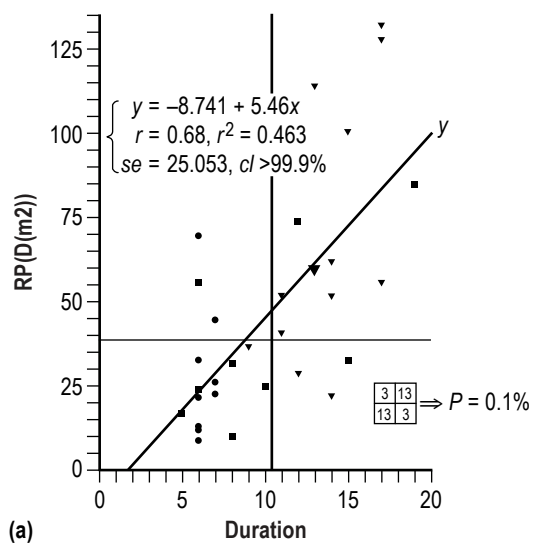 125
100
75
50
25
0
RP(D(m2))
y = –8.741 + 5.46x
r = 0.68, r² = 0.463
se = 25.053, cl >99.9%
y
3 13
13 3
⇒ P = 0.1%
0 5 10 15 20
(a) Duration